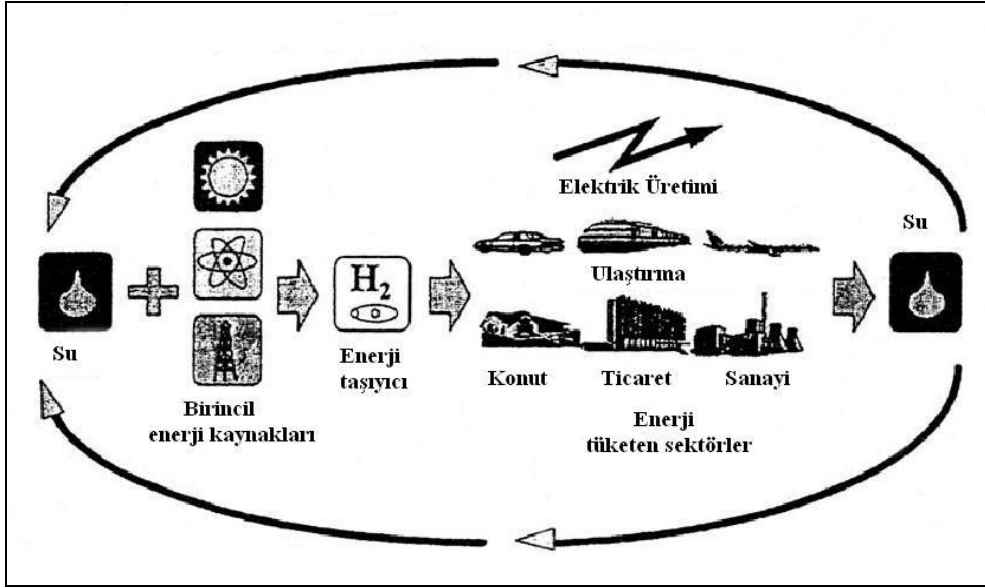 Su
Birincil
enerji kaynakları
H2
Enerji
taşıyıcı
Elektrik Üretimi
Ulaştırma
Konut
Ticaret
Sanayi
Enerji
tüketen sektörler
Su